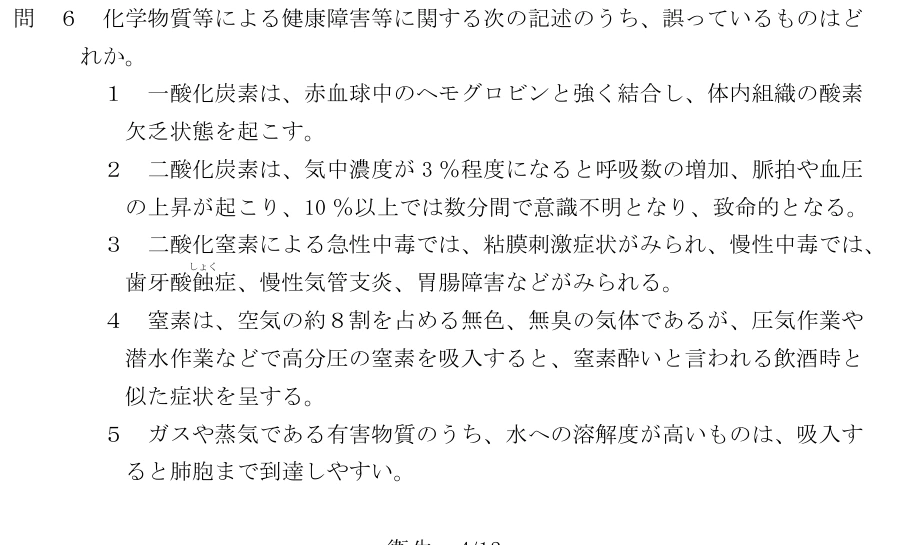 問　６　化学物質等による健康障害等に関する次の記述のうち、誤っているものはど
れか。
１　一酸化炭素は、赤血球中のヘモグロビンと強く結合し、体内組織の酸素
欠乏状態を起こす。
２　二酸化炭素は、気中濃度が 3 ％程度になると呼吸数の増加、脈拍や血圧
の上昇が起こり、10 ％以上では数分間で意識不明となり、致命的となる。
３　二酸化窒素による急性中毒では、粘膜刺激症状がみられ、慢性中毒では、
しょく
歯牙酸蝕症、慢性気管支炎、胃腸障害などがみられる。
４　窒素は、空気の約８割を占める無色、無臭の気体であるが、圧気作業や
潜水作業などで高分圧の窒素を吸入すると、窒素酔いと言われる飲酒時と
似た症状を呈する。
５　ガスや蒸気である有害物質のうち、水への溶解度が高いものは、吸入す
ると肺胞まで到達しやすい。